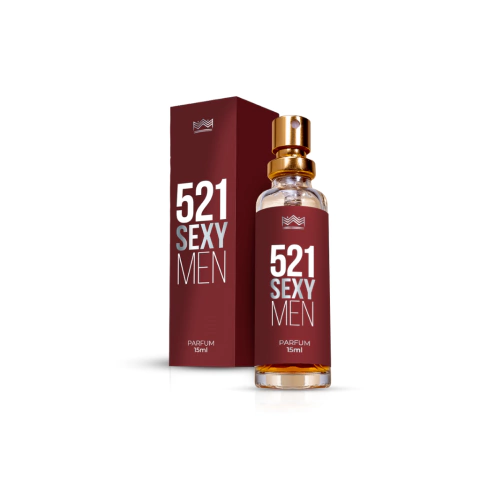 521
SEXY
MEN
PARFUM
15ml
521
SEXY
MEN
PARFUM
15ml